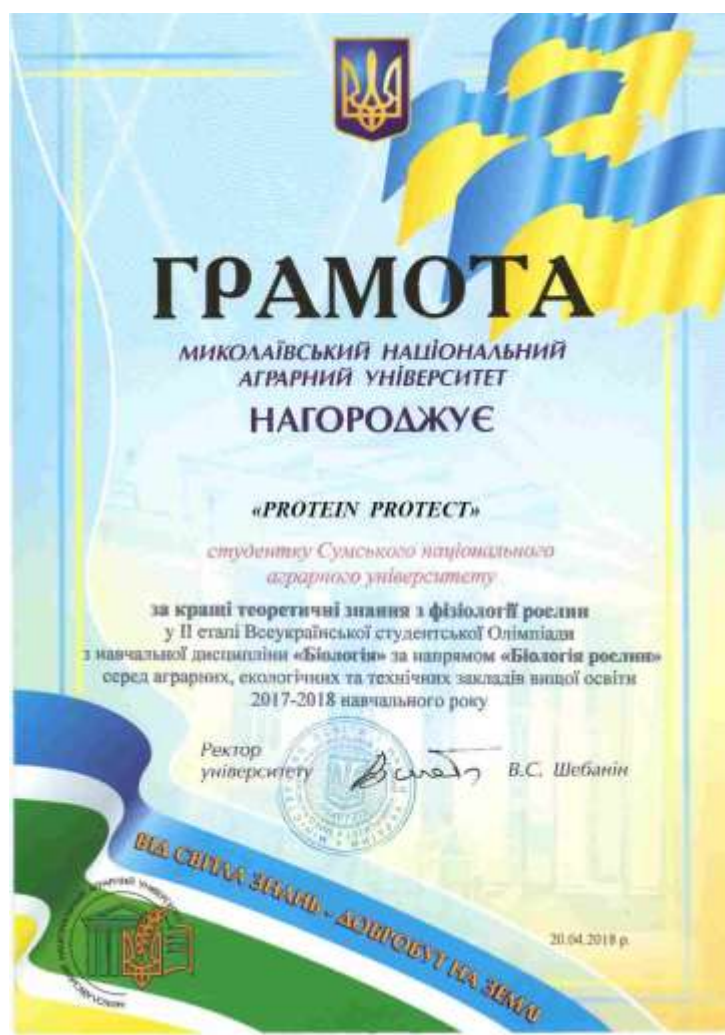 ГРАМОТА
МИКОЛАЇВСЬКИЙ НАЦІОНАЛЬНИЙ
АГРАРНИЙ УНІВЕРСИТЕТ
НАГОРОДЖУЄ
«PROTEIN PROTECT»
студентку Сумського національного
аграрного університету
за кращі теоретичні знання з фізіології рослин
у ІІ етапі Всеукраїнської студентської Олімпіади
з навчальної дисципліни «Біологія» за напрямом «Біологія рослин»
серед аграрних, екологічних та технічних закладів вищої освіти
2017-2018 навчального року
Ректор
університету
В.С. Шебанін
ВІД СВІТЛА ЗНАНЬ - ДОБРОБУТ НА ЗЕМЛІ
20.04.2018 р.